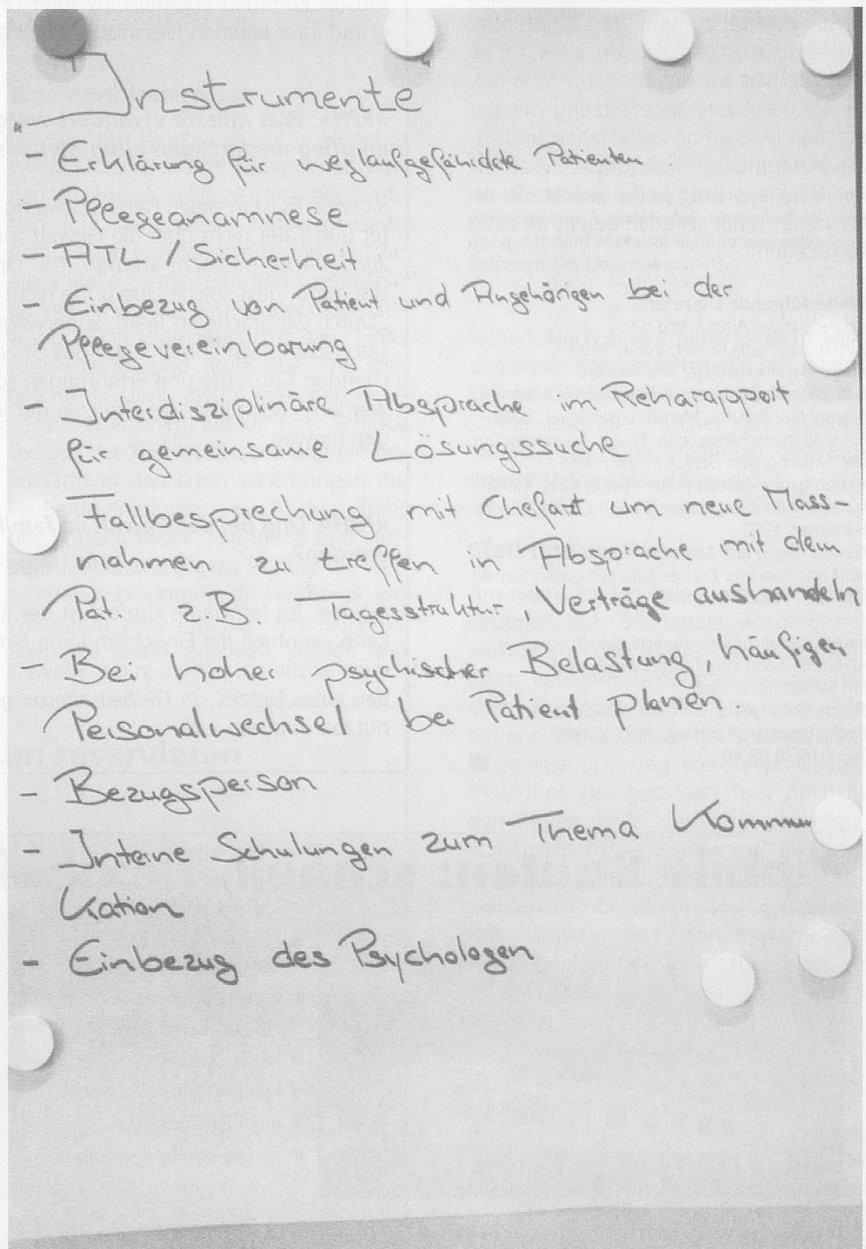 Instrumente
- Erklärung für weglaufgefährdete Patienten
- Pflegeanamnese
- ATL / Sicherheit
- Einbezug von Patient und Angehörigen bei der
Pflegevereinbarung
- Interdisziplinäre Absprache im Reharapport
für gemeinsame Lösungssuche
Fallbesprechung mit Chefarzt um neue Mass-
nahmen zu treffen in Absprache mit dem
Pat. z.B. Tagesstruktur, Verträge aushandeln
- Bei hoher psychischer Belastung, häufigen
Personalwechsel bei Patient planen
- Bezugsperson
- Interne Schulungen zum Thema Kommuni
kation
- Einbezug des Psychologen